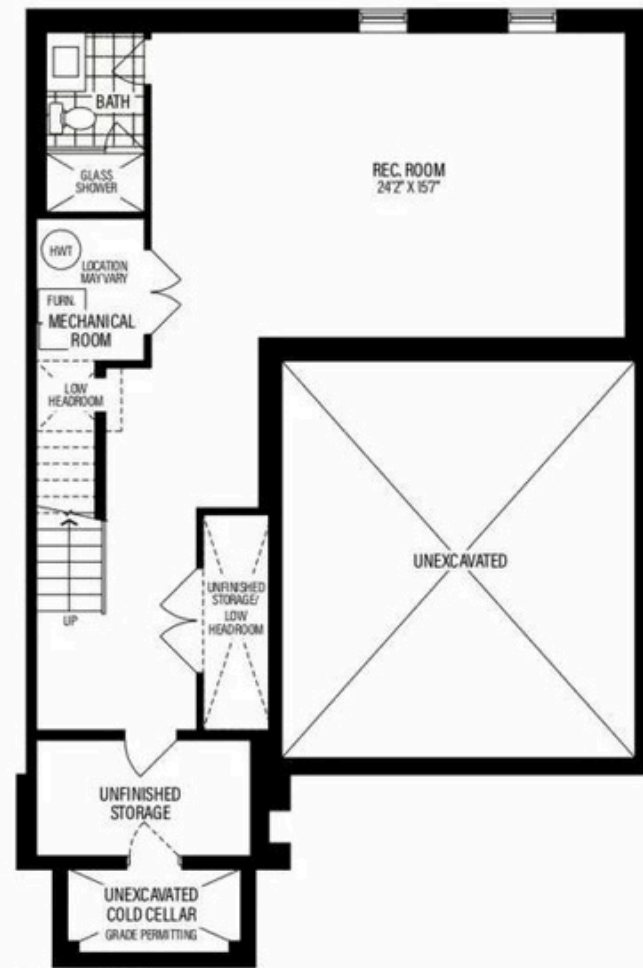 BATH
GLASS
SHOWER
REC. ROOM
24'2" X 15'7"
HWT
LOCATION
MAY VARY
FURN.
MECHANICAL
ROOM
LOW
HEADROOM
UP
UNFINISHED
STORAGE/
LOW
HEADROOM
UNEXCAVATED
UNFINISHED
STORAGE
UNEXCAVATED
COLD CELLAR
GRADE PERMITTING